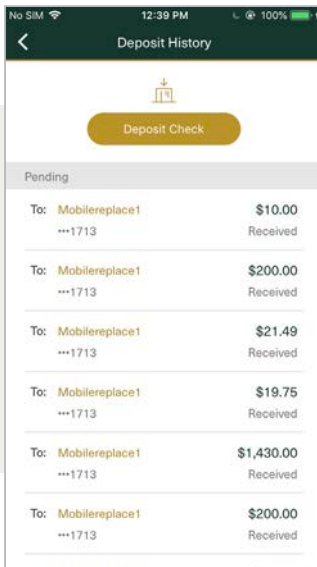 No SIM 12:39 PM 100%
Deposit History
Deposit Check
Pending
To: Mobilereplace1 $10.00
•••1713 Received
To: Mobilereplace1 $200.00
•••1713 Received
To: Mobilereplace1 $21.49
•••1713 Received
To: Mobilereplace1 $19.75
•••1713 Received
To: Mobilereplace1 $1,430.00
•••1713 Received
To: Mobilereplace1 $200.00
•••1713 Received